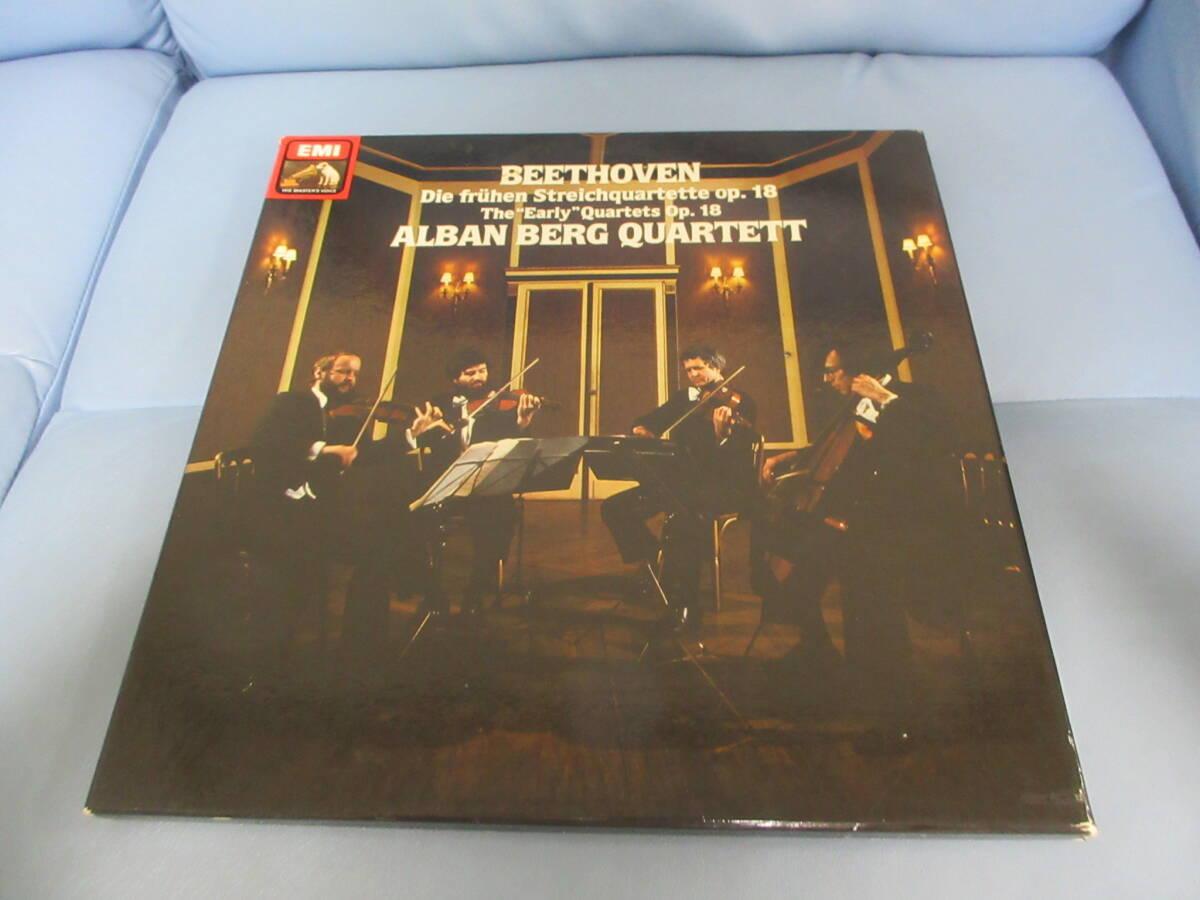 EMI
HIS MASTER'S VOICE
BEETHOVEN
Die frühen Streichquartette op. 18
The "Early" Quartets Op. 18
ALBAN BERG QUARTETT